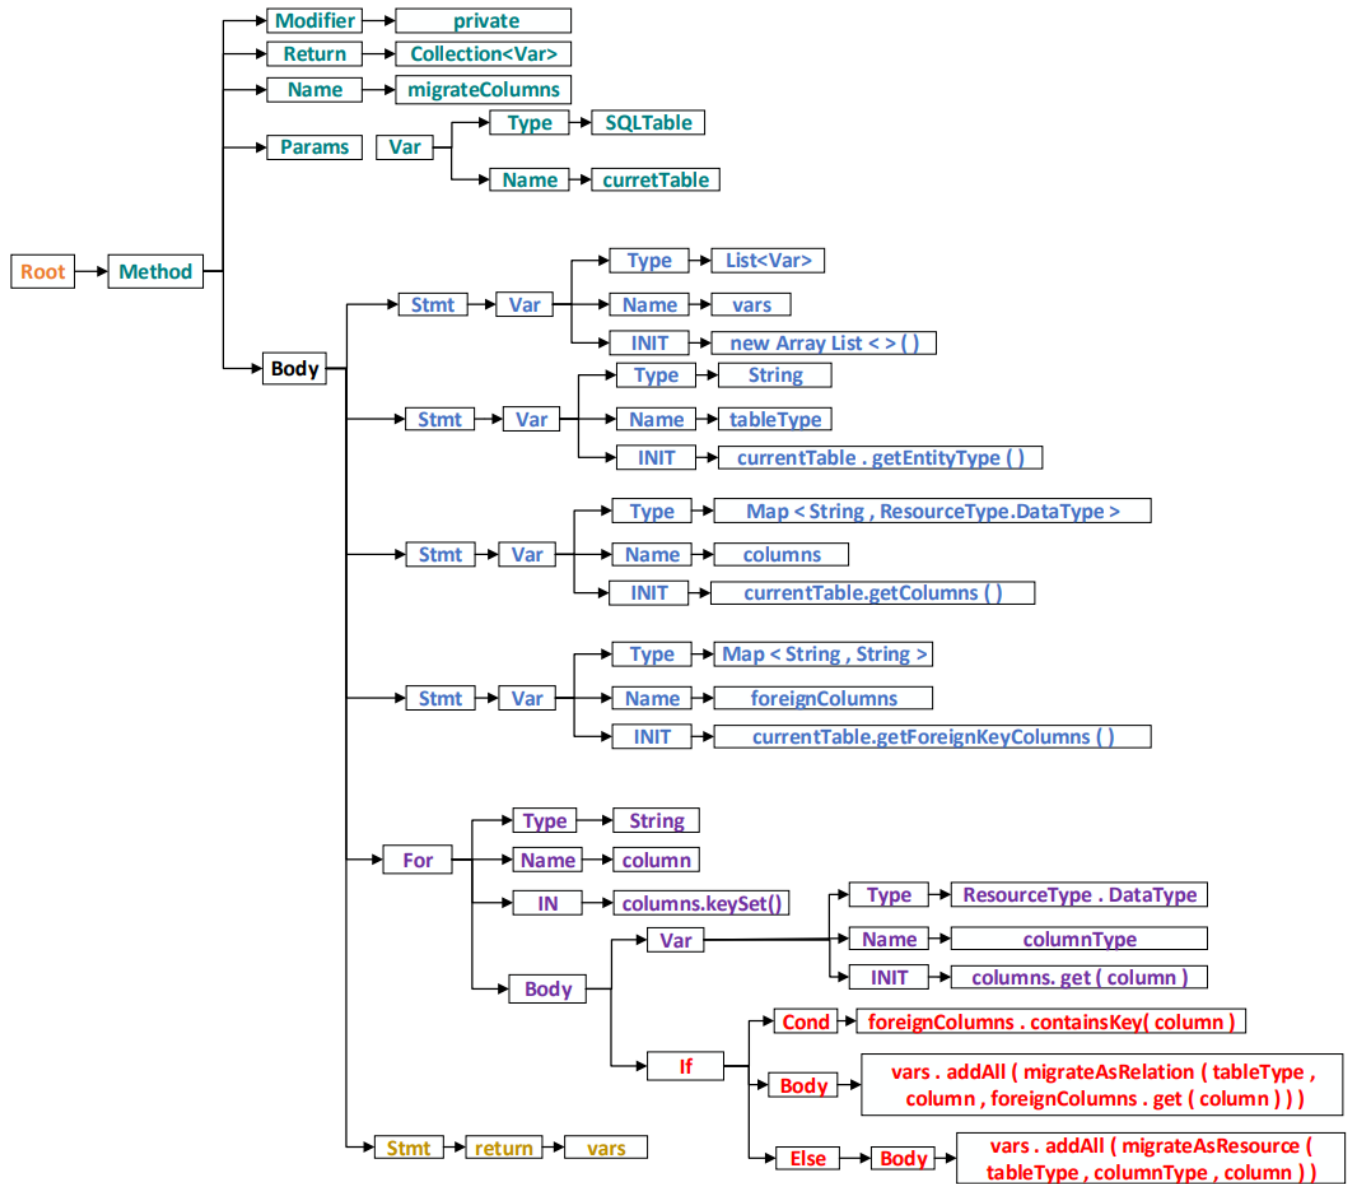 Modifier private
Return Collection<Var>
Name migrateColumns
Type SQLTable
Params Var
Name curretTable
Root Method
Type List<Var>
Stmt Var Name vars
INIT new Array List < > ( )
Body
Type String
Stmt Var Name tableType
INIT currentTable . getEntityType ( )
Type Map < String , ResourceType.DataType >
Stmt Var Name columns
INIT currentTable.getColumns ( )
Type Map < String , String >
Stmt Var Name foreignColumns
INIT currentTable.getForeignKeyColumns ( )
Type String
For Name column
IN columns.keySet()
Type ResourceType . DataType
Var Name columnType
INIT columns. get ( column )
Body
Cond foreignColumns . containsKey( column )
If
Body vars . addAll ( migrateAsRelation ( tableType ,
column , foreignColumns . get ( column ) ) )
Stmt return vars
Else Body vars . addAll ( migrateAsResource (
tableType , columnType , column ) )